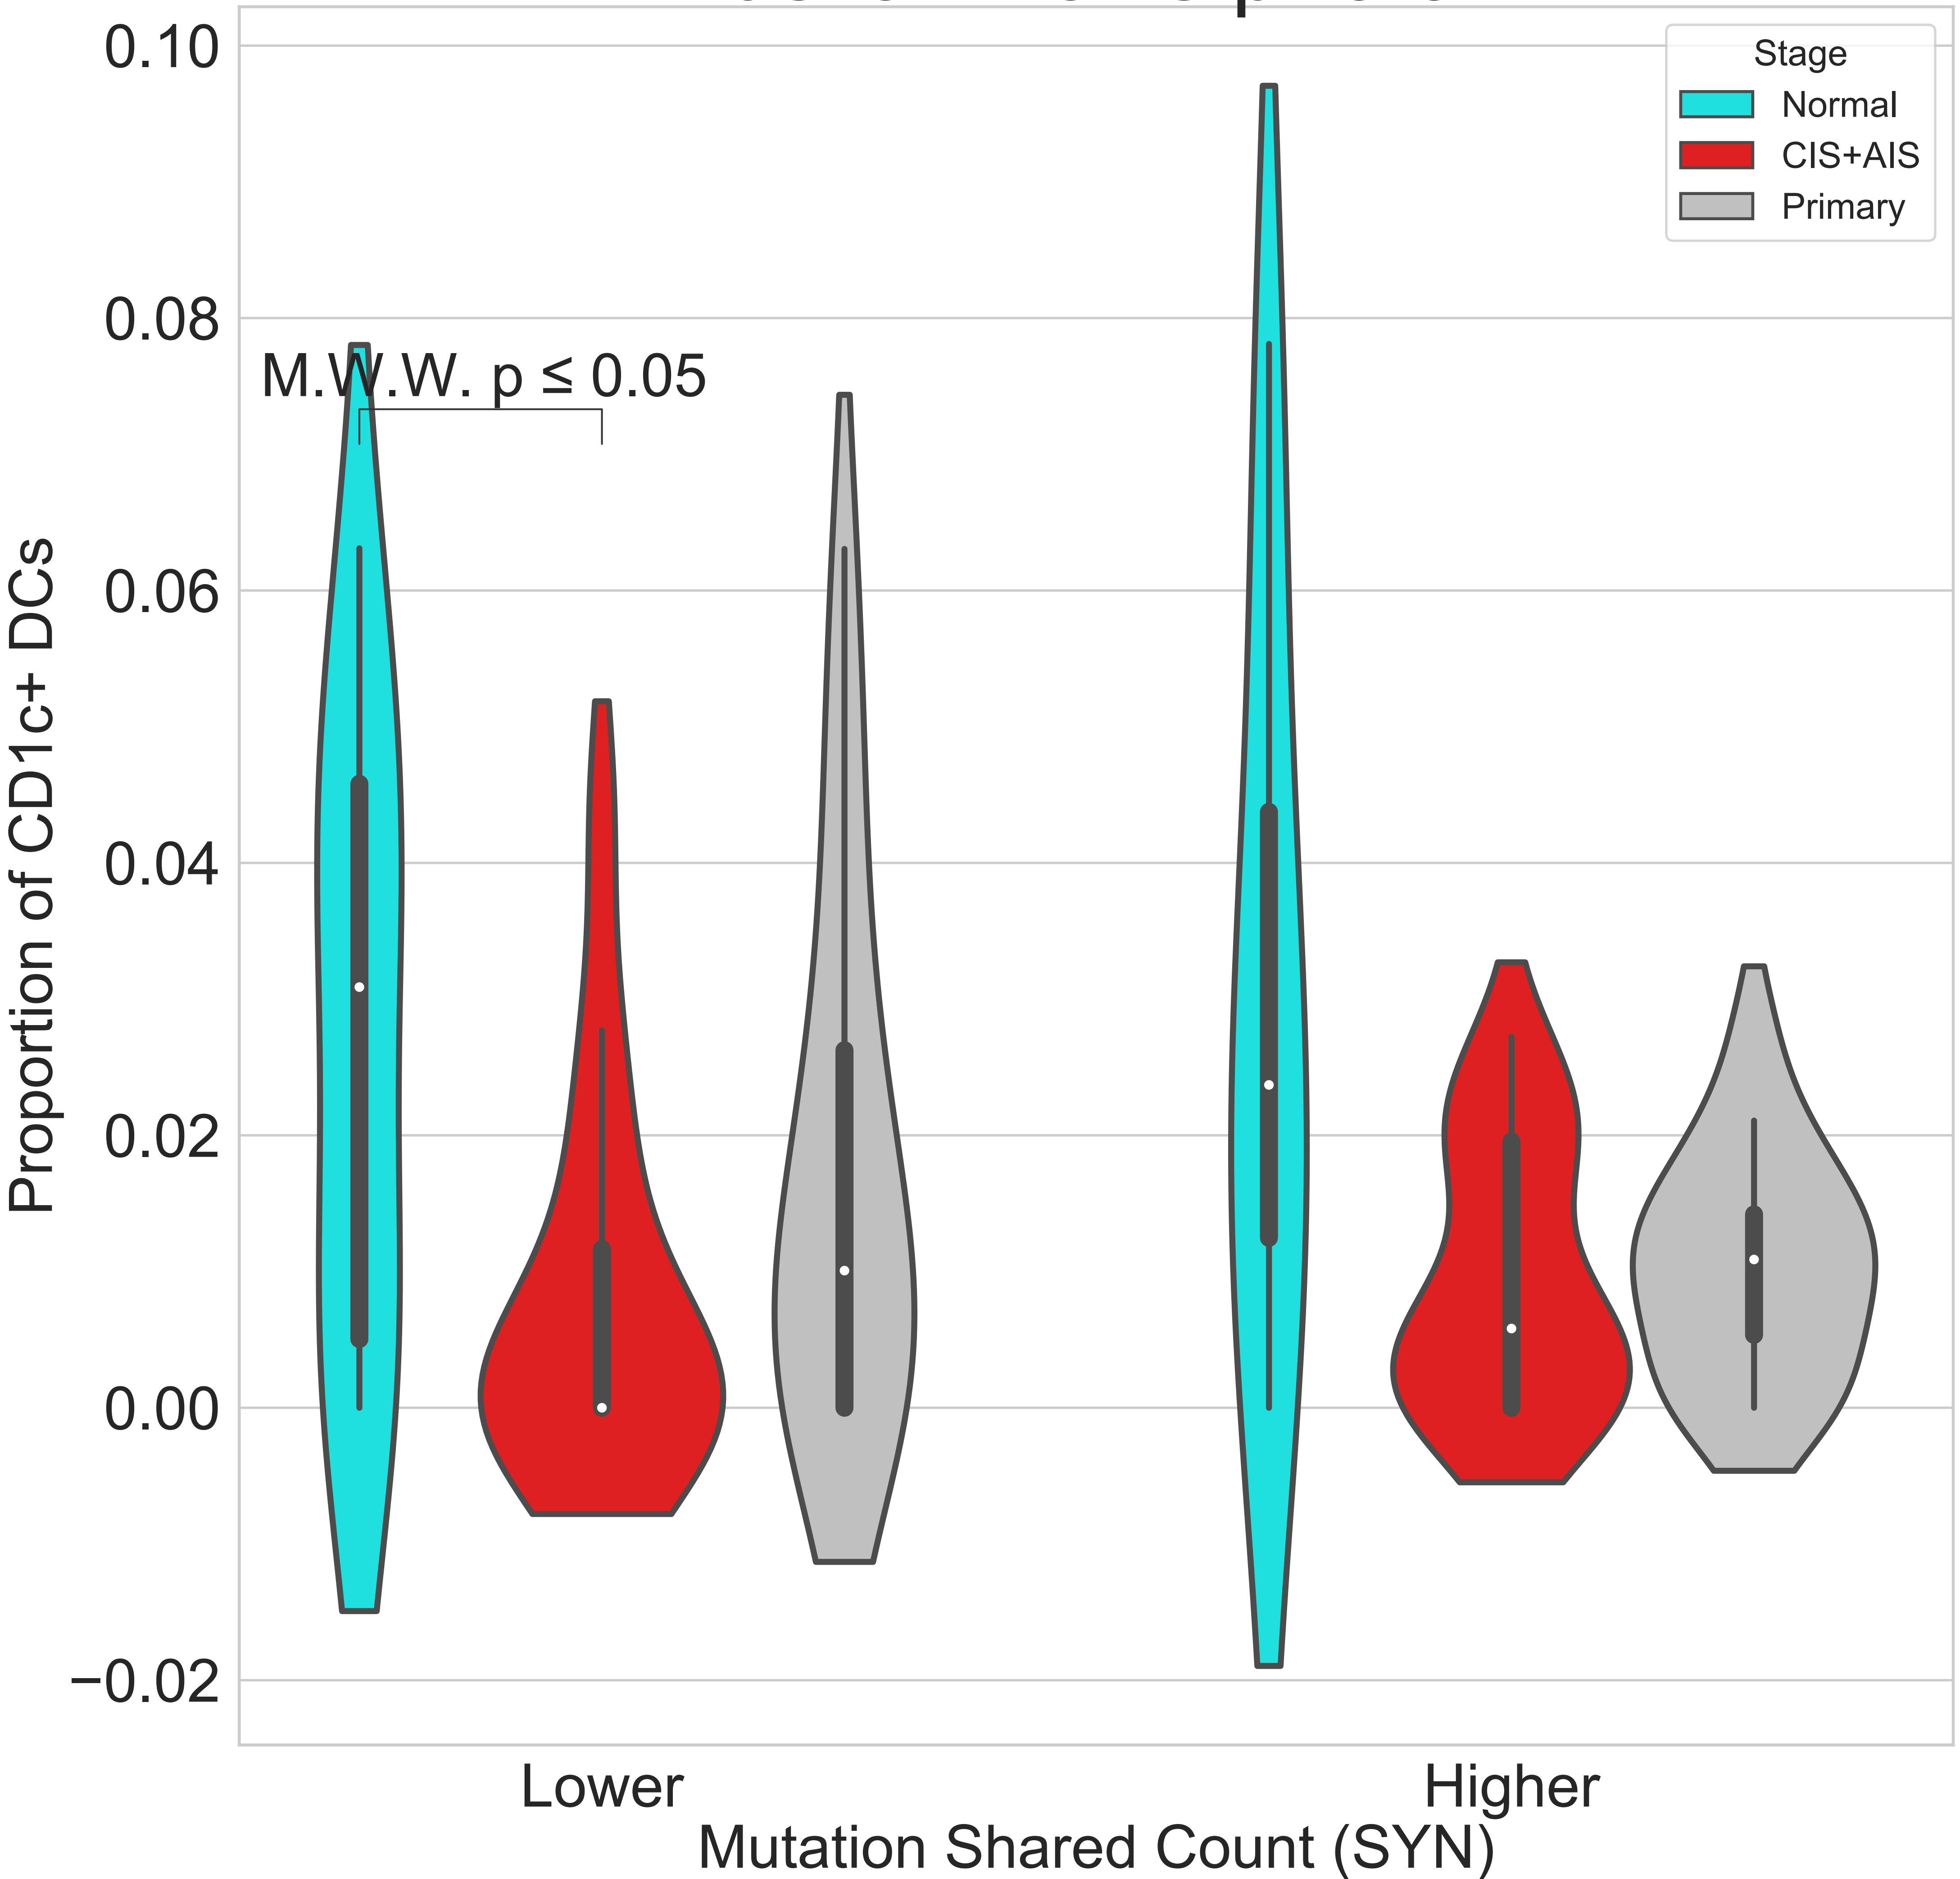 0.10
0.08
0.06
0.04
0.02
0.00
−0.02
Proportion of CD1c+ DCs
M.W.W. p ≤ 0.05
Stage
Normal
CIS+AIS
Primary
Lower
Higher
Mutation Shared Count (SYN)